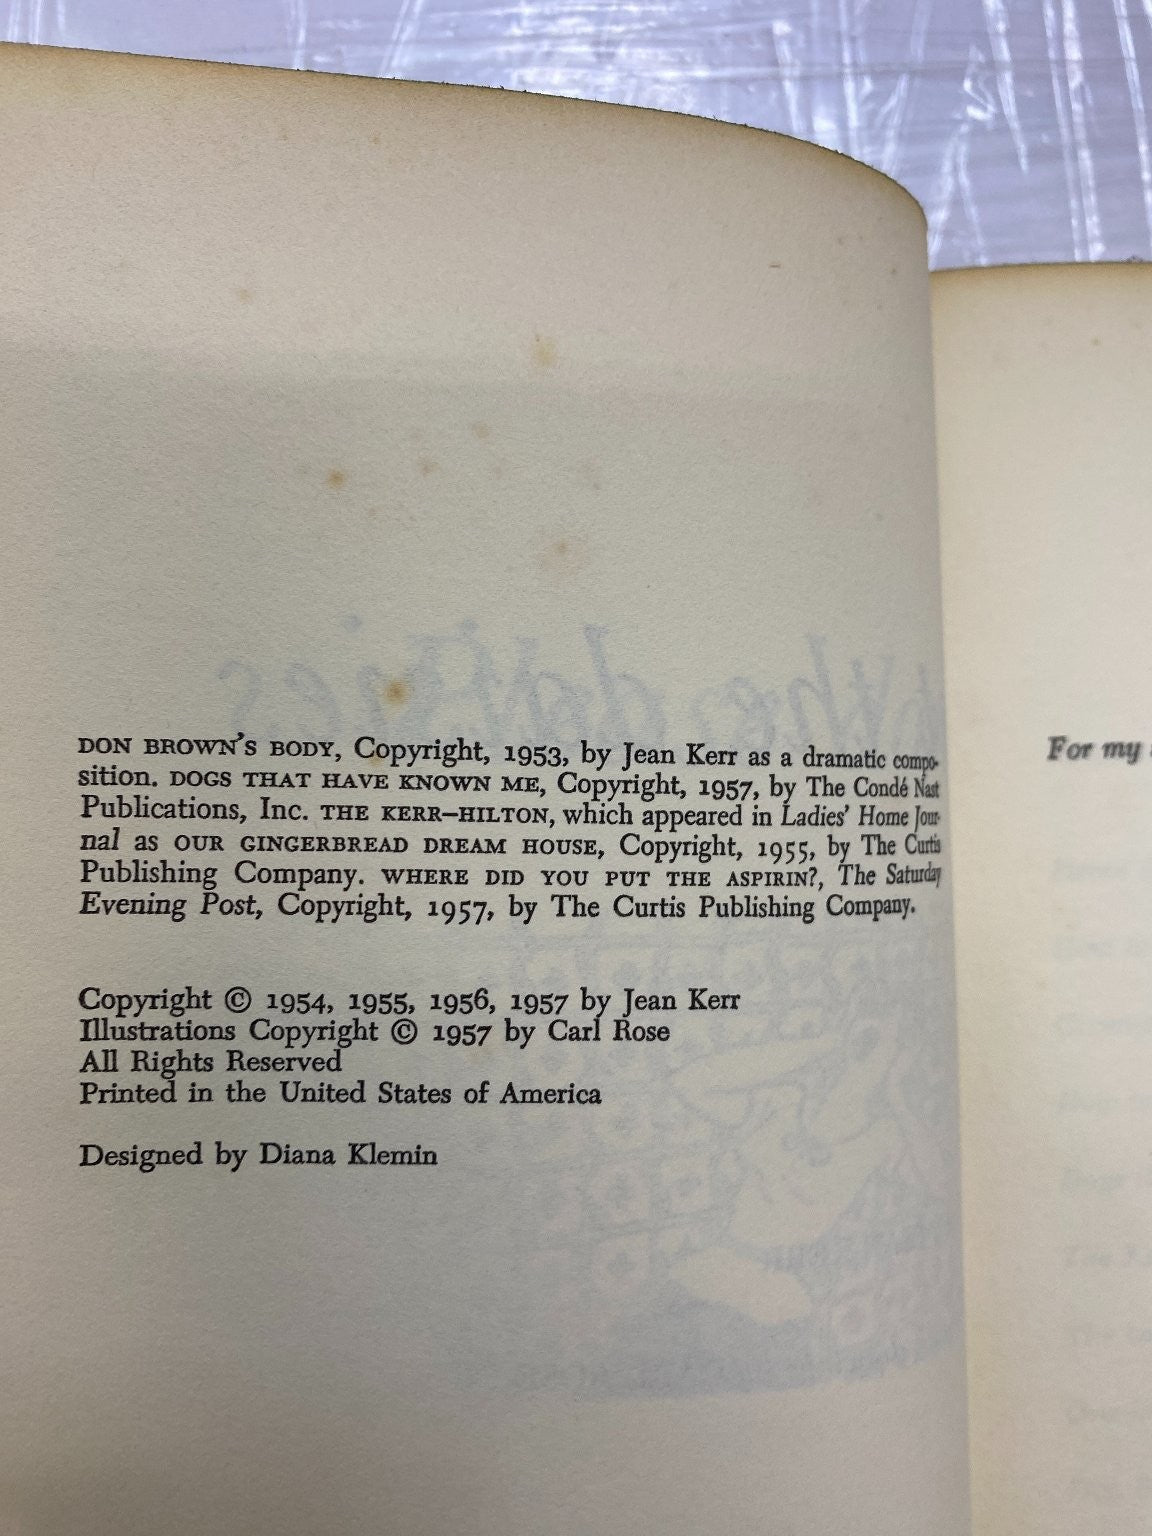 the daisies
DON BROWN'S BODY, Copyright, 1953, by Jean Kerr as a dramatic compo-
sition. DOGS THAT HAVE KNOWN ME, Copyright, 1957, by The Condé Nast
Publications, Inc. THE KERR-HILTON, which appeared in Ladies' Home Jour-
nal as OUR GINGERBREAD DREAM HOUSE, Copyright, 1955, by The Curtis
Publishing Company. WHERE DID YOU PUT THE ASPIRIN?, The Saturday
Evening Post, Copyright, 1957, by The Curtis Publishing Company.
Copyright © 1954, 1955, 1956, 1957 by Jean Kerr
Illustrations Copyright © 1957 by Carl Rose
All Rights Reserved
Printed in the United States of America
Designed by Diana Klemin
For my